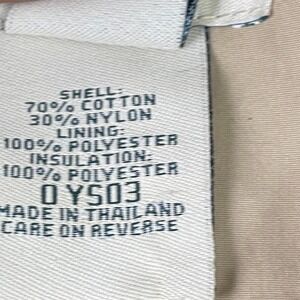 SHELL:
70% COTTON
30% NYLON
LINING:
100% POLYESTER
INSULATION:
100% POLYESTER
0YS03
MADE IN THAILAND
CARE ON REVERSE